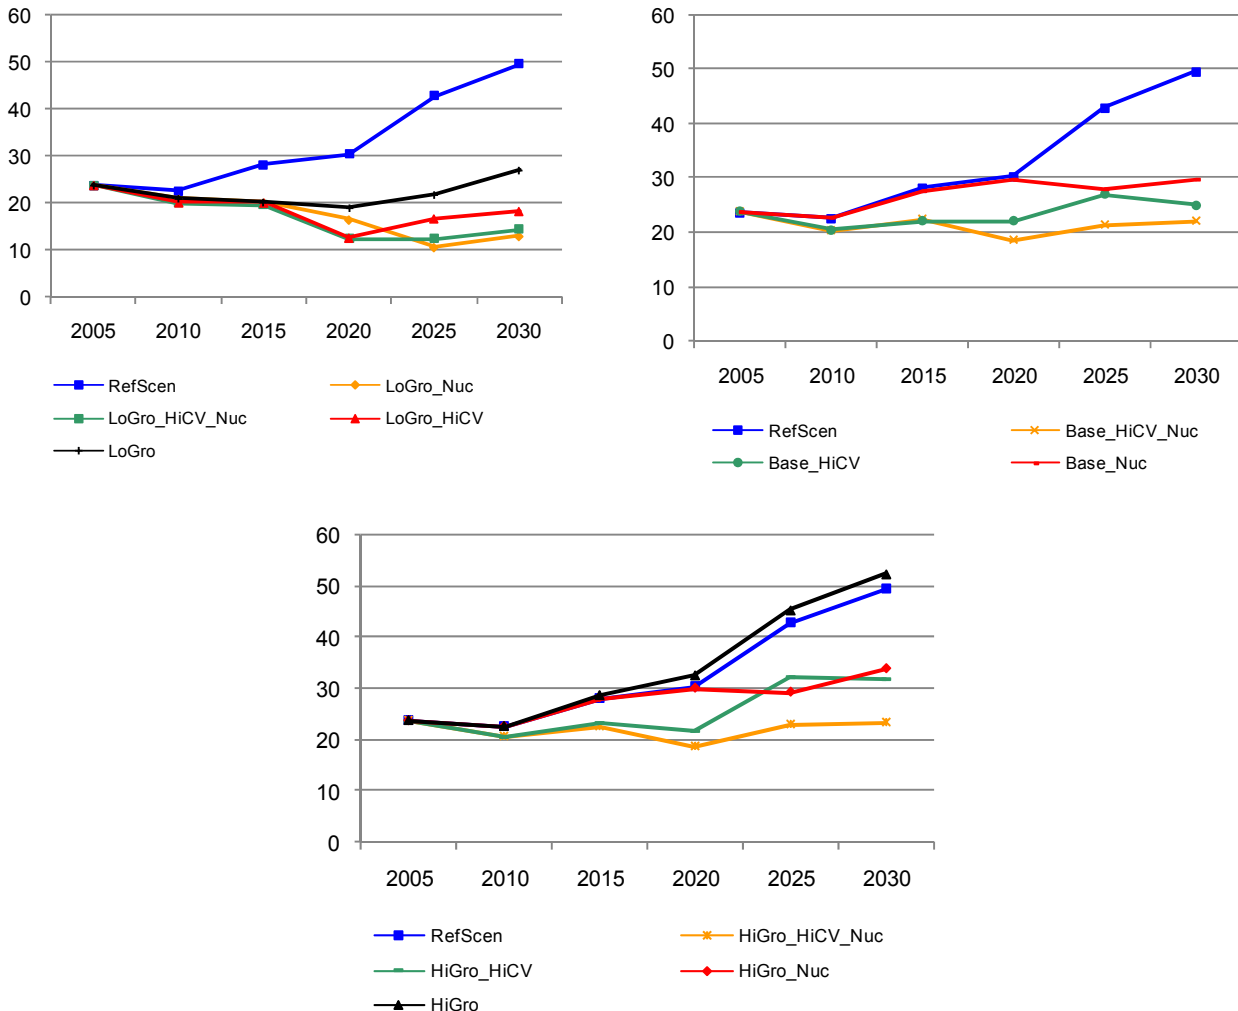 60
50
40
30
20
10
0
2005 2010 2015 2020 2025 2030
RefScen LoGro_Nuc
LoGro_HiCV_Nuc LoGro_HiCV
LoGro
60
50
40
30
20
10
0
2005 2010 2015 2020 2025 2030
RefScen Base_HiCV_Nuc
Base_HiCV Base_Nuc
60
50
40
30
20
10
0
2005 2010 2015 2020 2025 2030
RefScen HiGro_HiCV_Nuc
HiGro_HiCV HiGro_Nuc
HiGro